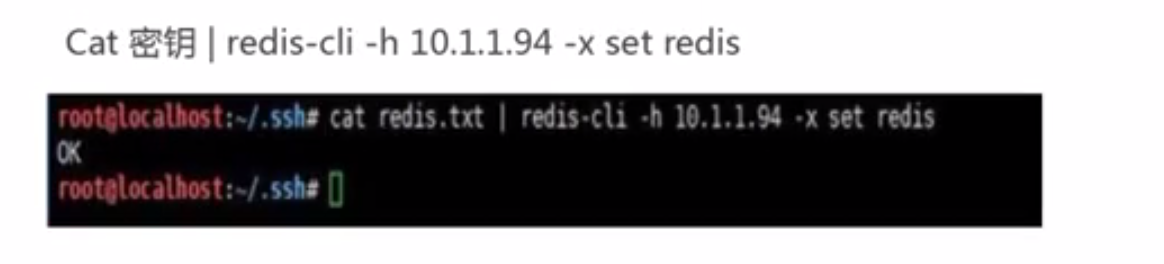 Cat 密钥 | redis-cli -h 10.1.1.94 -x set redis
root@localhost:~/.ssh# cat redis.txt | redis-cli -h 10.1.1.94 -x set redis
OK
root@localhost:~/.ssh#